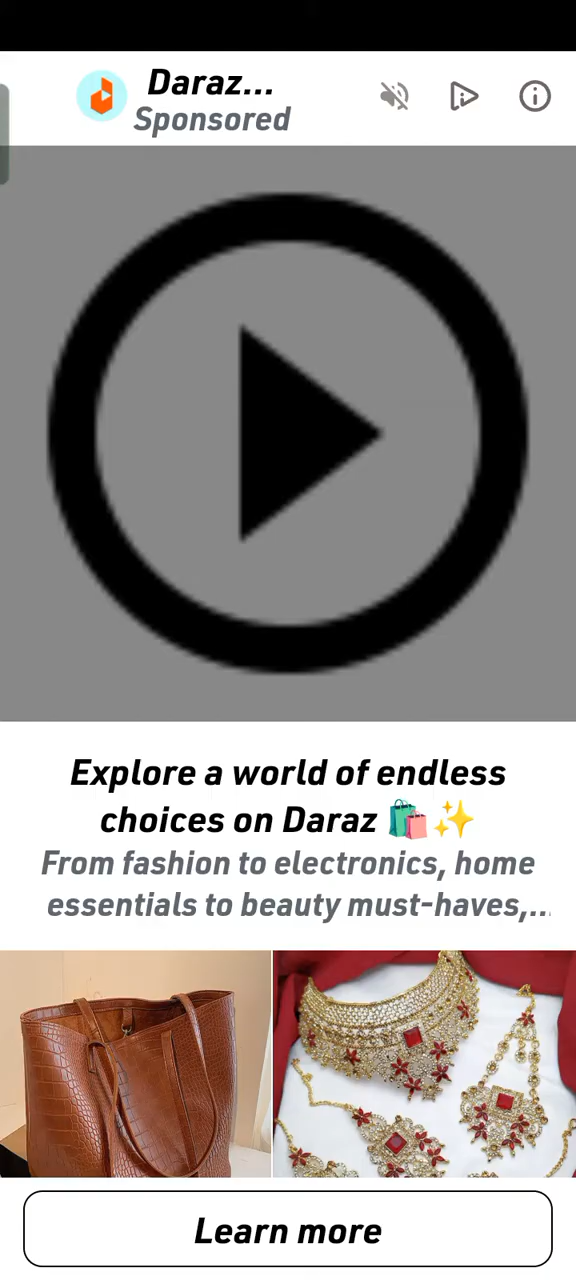 Daraz...
Sponsored
Explore a world of endless
choices on Daraz 🛍️✨
From fashion to electronics, home
essentials to beauty must-haves,...
Learn more